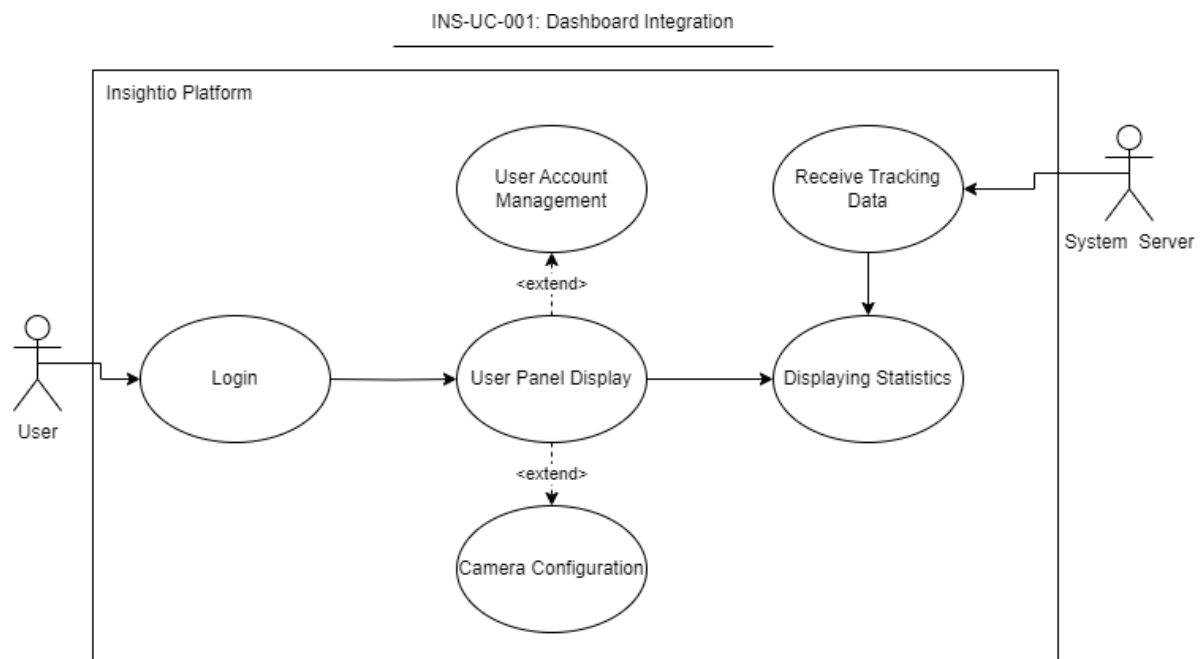 INS-UC-001: Dashboard Integration
Insightio Platform
User Account
Management
Receive Tracking
Data
System Server
<extend>
User
Login
User Panel Display
Displaying Statistics
<extend>
Camera Configuration